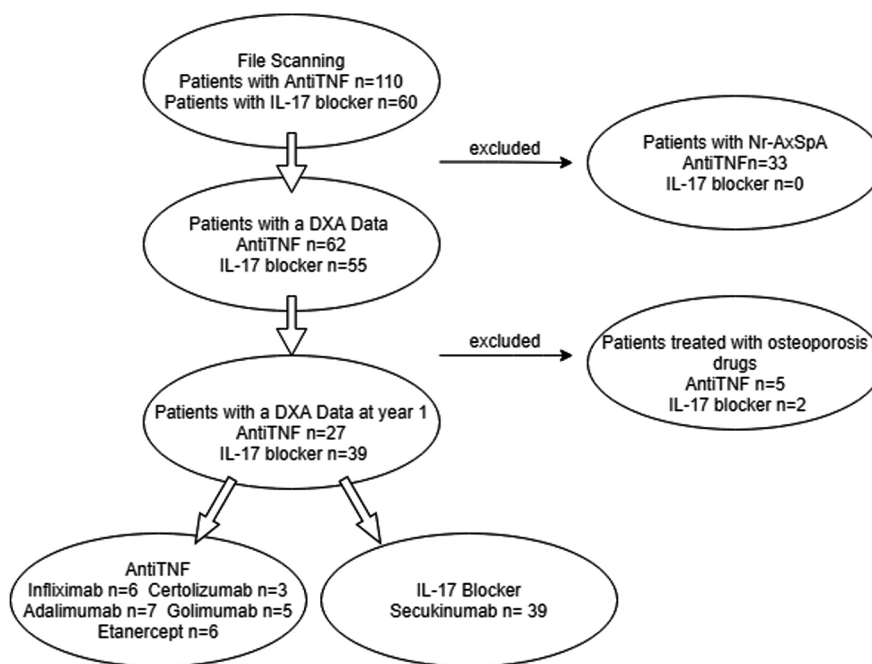 File Scanning
Patients with AntiTNF n=110
Patients with IL-17 blocker n=60
excluded
Patients with Nr-AxSpA
AntiTNFn=33
IL-17 blocker n=0
Patients with a DXA Data
AntiTNF n=62
IL-17 blocker n=55
excluded
Patients treated with osteoporosis
drugs
AntiTNF n=5
IL-17 blocker n=2
Patients with a DXA Data at year 1
AntiTNF n=27
IL-17 blocker n=39
AntiTNF
Infliximab n=6 Certolizumab n=3
Adalimumab n=7 Golimumab n=5
Etanercept n=6
IL-17 Blocker
Secukinumab n= 39